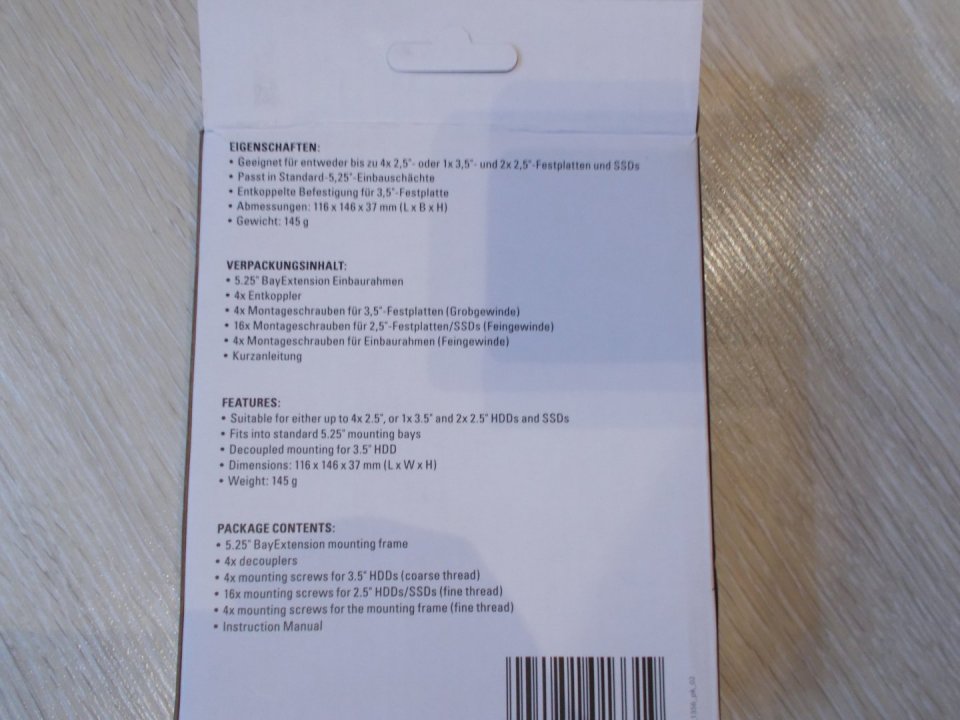 EIGENSCHAFTEN:
• Geeignet für entweder bis zu 4x 2,5"- oder 1x 3,5"- und 2x 2,5"-Festplatten und SSDs
• Passt in Standard-5,25"-Einbauschächte
• Entkoppelte Befestigung für 3,5"-Festplatte
• Abmessungen: 116 x 146 x 37 mm (L x B x H)
• Gewicht: 145 g
VERPACKUNGSINHALT:
• 5.25" BayExtension Einbaurahmen
• 4x Entkoppler
• 4x Montageschrauben für 3,5"-Festplatten (Grobgewinde)
• 16x Montageschrauben für 2,5"-Festplatten/SSDs (Feingewinde)
• 4x Montageschrauben für Einbaurahmen (Feingewinde)
• Kurzanleitung
FEATURES:
• Suitable for either up to 4x 2.5", or 1x 3.5" and 2x 2.5" HDDs and SSDs
• Fits into standard 5.25" mounting bays
• Decoupled mounting for 3.5" HDD
• Dimensions: 116 x 146 x 37 mm (L x W x H)
• Weight: 145 g
PACKAGE CONTENTS:
• 5.25" BayExtension mounting frame
• 4x decouplers
• 4x mounting screws for 3.5" HDDs (coarse thread)
• 16x mounting screws for 2.5" HDDs/SSDs (fine thread)
• 4x mounting screws for the mounting frame (fine thread)
• Instruction Manual